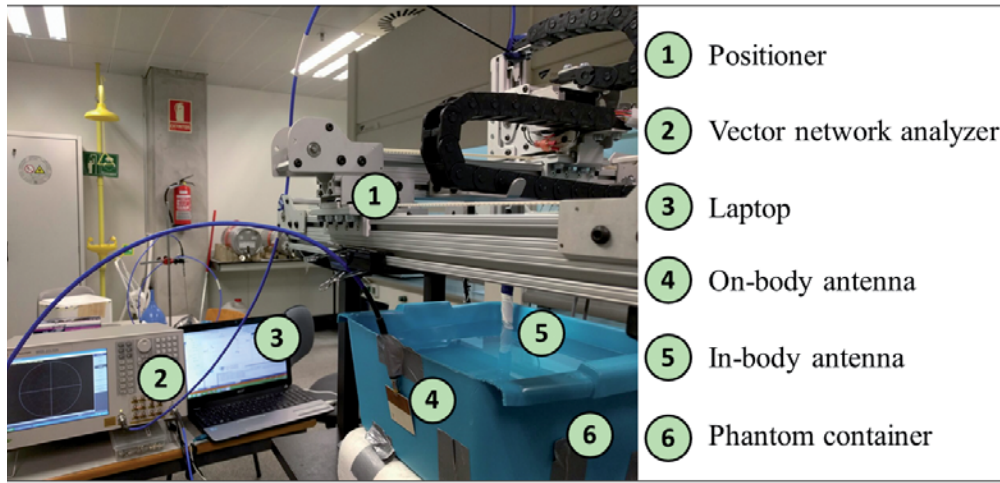 1 Positioner
2 Vector network analyzer
3 Laptop
4 On-body antenna
5 In-body antenna
6 Phantom container
1
2
3
4
5
6